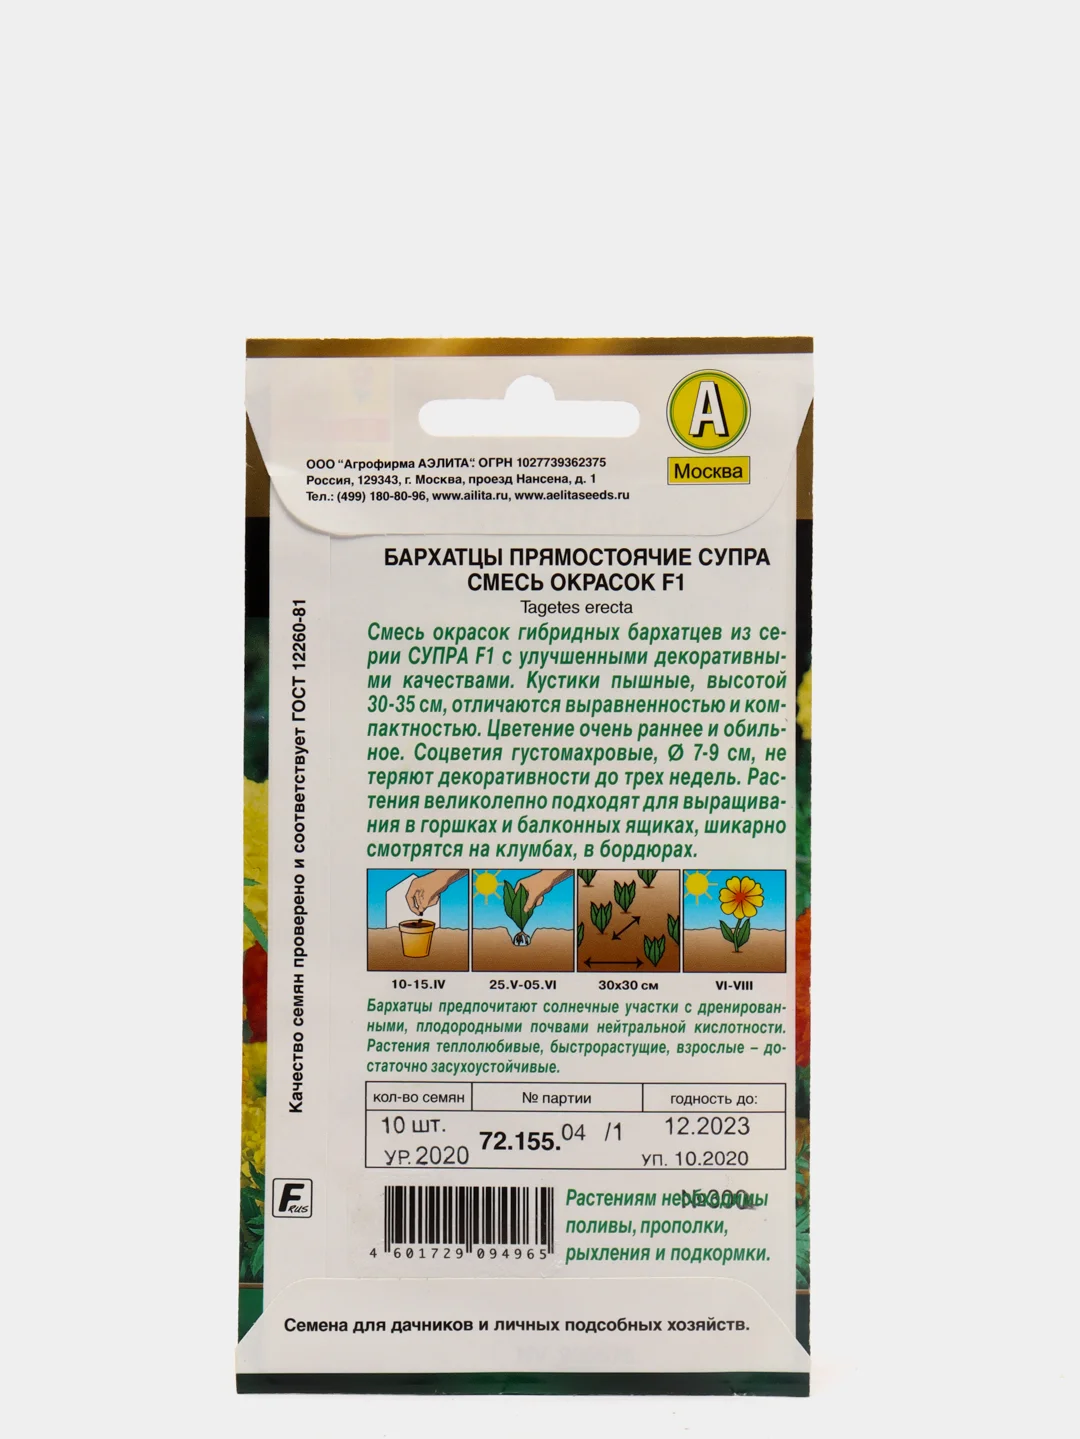 А
Москва
ООО “Агрофирма АЭЛИТА“. ОГРН 1027739362375
Россия, 129343, г. Москва, проезд Нансена, д. 1
Тел.: (499) 180-80-96, www.ailita.ru, www.aelitaseeds.ru
БАРХАТЦЫ ПРЯМОСТОЯЧИЕ СУПРА
СМЕСЬ ОКРАСОК F1
Tagetes erecta
Смесь окрасок гибридных бархатцев из се-
рии СУПРА F1 с улучшенными декоративны-
ми качествами. Кустики пышные, высотой
30-35 см, отличаются выравненностью и ком-
пактностью. Цветение очень раннее и обиль-
ное. Соцветия густомахровые, Ø 7-9 см, не
теряют декоративности до трех недель. Рас-
тения великолепно подходят для выращива-
ния в горшках и балконных ящиках, шикарно
смотрятся на клумбах, в бордюрах.
10-15.IV 25.V-05.VI 30х30 см VI-VIII
Бархатцы предпочитают солнечные участки с дренирован-
ными, плодородными почвами нейтральной кислотности.
Растения теплолюбивые, быстрорастущие, взрослые – до-
статочно засухоустойчивые.
кол-во семян № партии годность до:
10 шт. 72.155.04 /1 12.2023
УР. 2020 УП. 10.2020
Качество семян проверено и соответствует ГОСТ 12260-81
F RUS
4 601729 094965
Растениям необходимы
поливы, прополки,
рыхления и подкормки.
Семена для дачников и личных подсобных хозяйств.